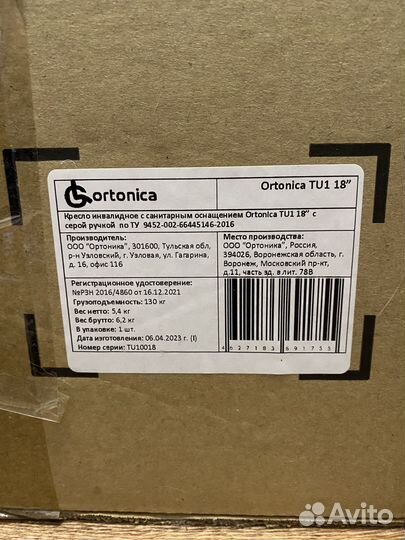 ortonica
Ortonica TU1 18”
Кресло инвалидное с санитарным оснащением Ortonica TU1 18” с
серой ручкой по ТУ 9452-002-66445146-2016
Производитель:
ООО “Ортоника”, 301600, Тульская обл,
р-н Узловский, г. Узловая, ул. Гагарина,
д. 16, офис 116
Место производства:
ООО “Ортоника”, Россия,
394026, Воронежская область, г.
Воронеж, Московский пр-кт,
д.11, часть зд. в лит. 78В
Регистрационное удостоверение:
№РЗН 2016/4860 от 16.12.2021
Грузоподъемность: 130 кг
Вес нетто: 5,4 кг
Вес брутто: 6,2 кг
В упаковке: 1 шт.
Дата изготовления: 06.04.2023 г. (I)
Номер серии: TU10018
4 627183 691755
Avito